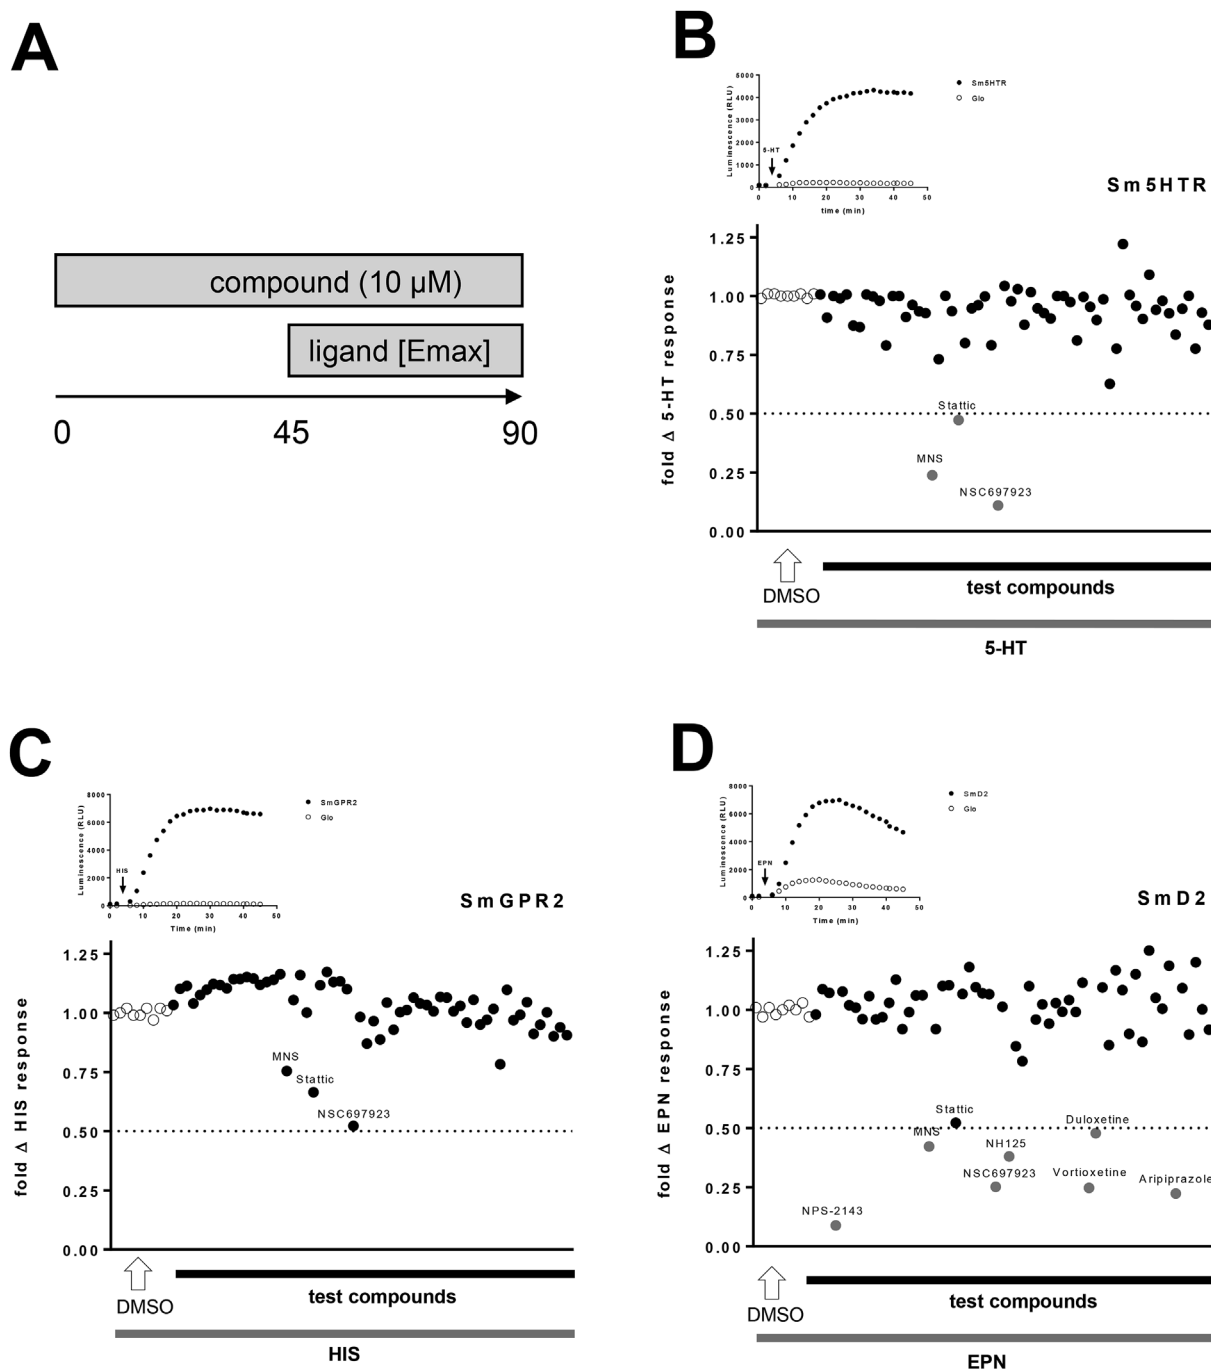 A
compound (10 µM)
ligand [Emax]
0 45 90
B
Luminescence (RLU)
6000
5000
4000
3000
2000
1000
0
5-HT
0 10 20 30 40 50
time (min)
Sm5HTR
Glo
Sm5HTR
fold Δ 5-HT response
1.25
1.00
0.75
0.50
0.25
0.00
Stattic
MNS
NSC697923
DMSO
test compounds
5-HT
C
Luminescence (RLU)
8000
6000
4000
2000
0
HIS
0 10 20 30 40 50
Time (min)
SmGPR2
Glo
SmGPR2
fold Δ HIS response
1.25
1.00
0.75
0.50
0.25
0.00
MNS
Stattic
NSC697923
DMSO
test compounds
HIS
D
Luminescence (RLU)
8000
6000
4000
2000
0
EPN
0 10 20 30 40 50
Time (min)
SmD2
Glo
SmD2
fold Δ EPN response
1.25
1.00
0.75
0.50
0.25
0.00
Stattic
Duloxetine
MNS
NH125
NSC697923
Vortioxetine
Aripiprazole
NPS-2143
DMSO
test compounds
EPN